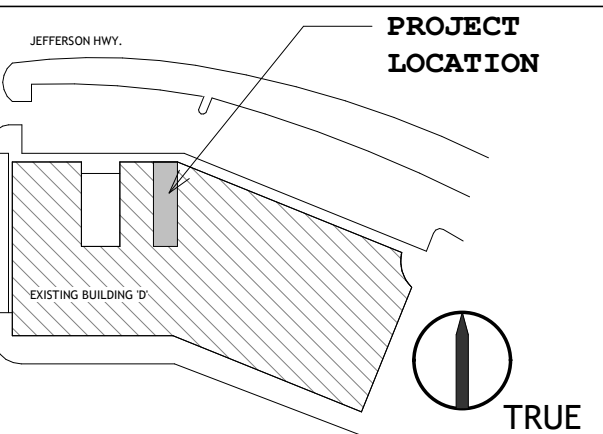 JEFFERSON HWY.
PROJECT
LOCATION
EXISTING BUILDING 'D'
TRUE